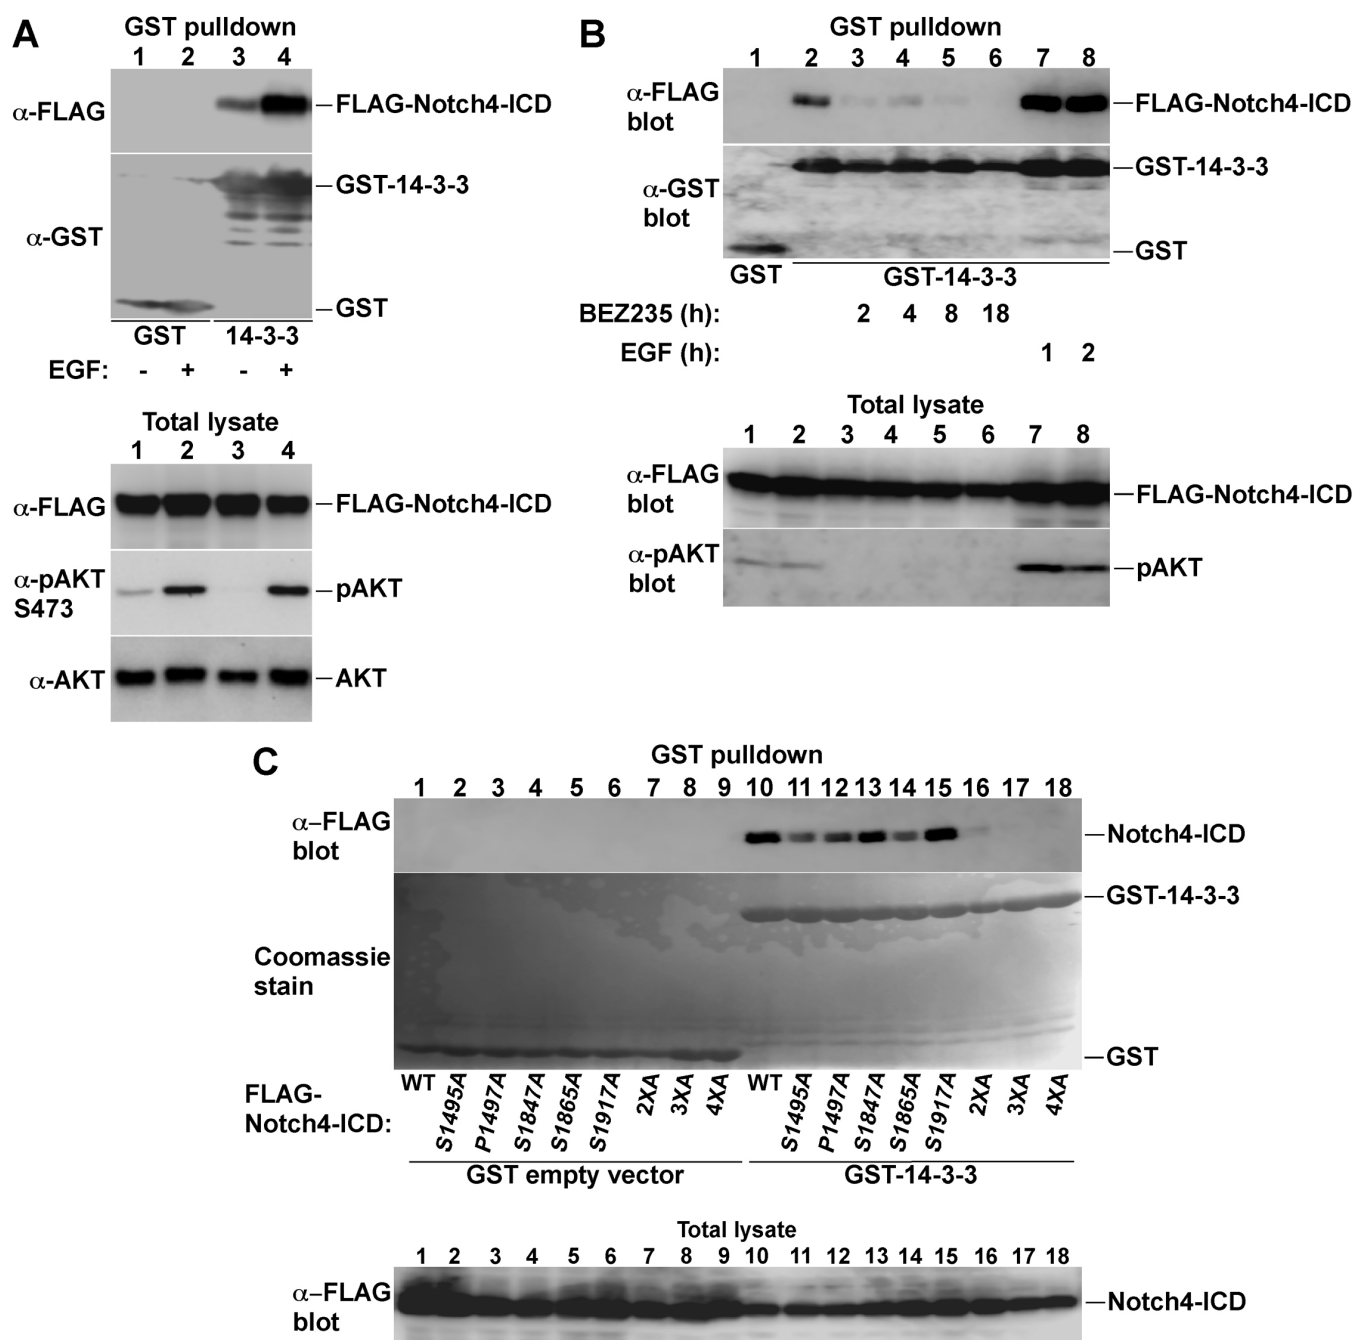 A
GST pulldown
1 2 3 4
α-FLAG
FLAG-Notch4-ICD
GST-14-3-3
α-GST
GST
GST 14-3-3
EGF: - + - +
Total lysate
1 2 3 4
α-FLAG
FLAG-Notch4-ICD
α-pAKT
S473
pAKT
α-AKT
AKT
B
GST pulldown
1 2 3 4 5 6 7 8
α-FLAG
blot
FLAG-Notch4-ICD
GST-14-3-3
α-GST
blot
GST
GST GST-14-3-3
BEZ235 (h): 2 4 8 18
EGF (h): 1 2
Total lysate
1 2 3 4 5 6 7 8
α-FLAG
blot
FLAG-Notch4-ICD
α-pAKT
blot
pAKT
C
GST pulldown
1 2 3 4 5 6 7 8 9 10 11 12 13 14 15 16 17 18
α–FLAG
blot
Notch4-ICD
GST-14-3-3
Coomassie
stain
GST
FLAG-
Notch4-ICD:
WT S1495A P1497A S1847A S1865A S1917A 2XA 3XA 4XA WT S1495A P1497A S1847A S1865A S1917A 2XA 3XA 4XA
GST empty vector GST-14-3-3
Total lysate
1 2 3 4 5 6 7 8 9 10 11 12 13 14 15 16 17 18
α–FLAG
blot
Notch4-ICD